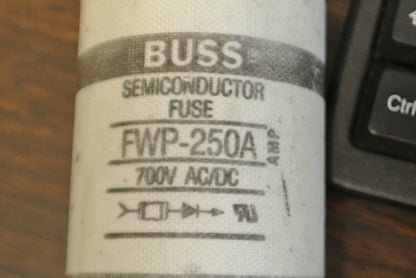 BUSS
SEMICONDUCTOR
FUSE
FWP-250A
AMP
700V AC/DC
Ctrl